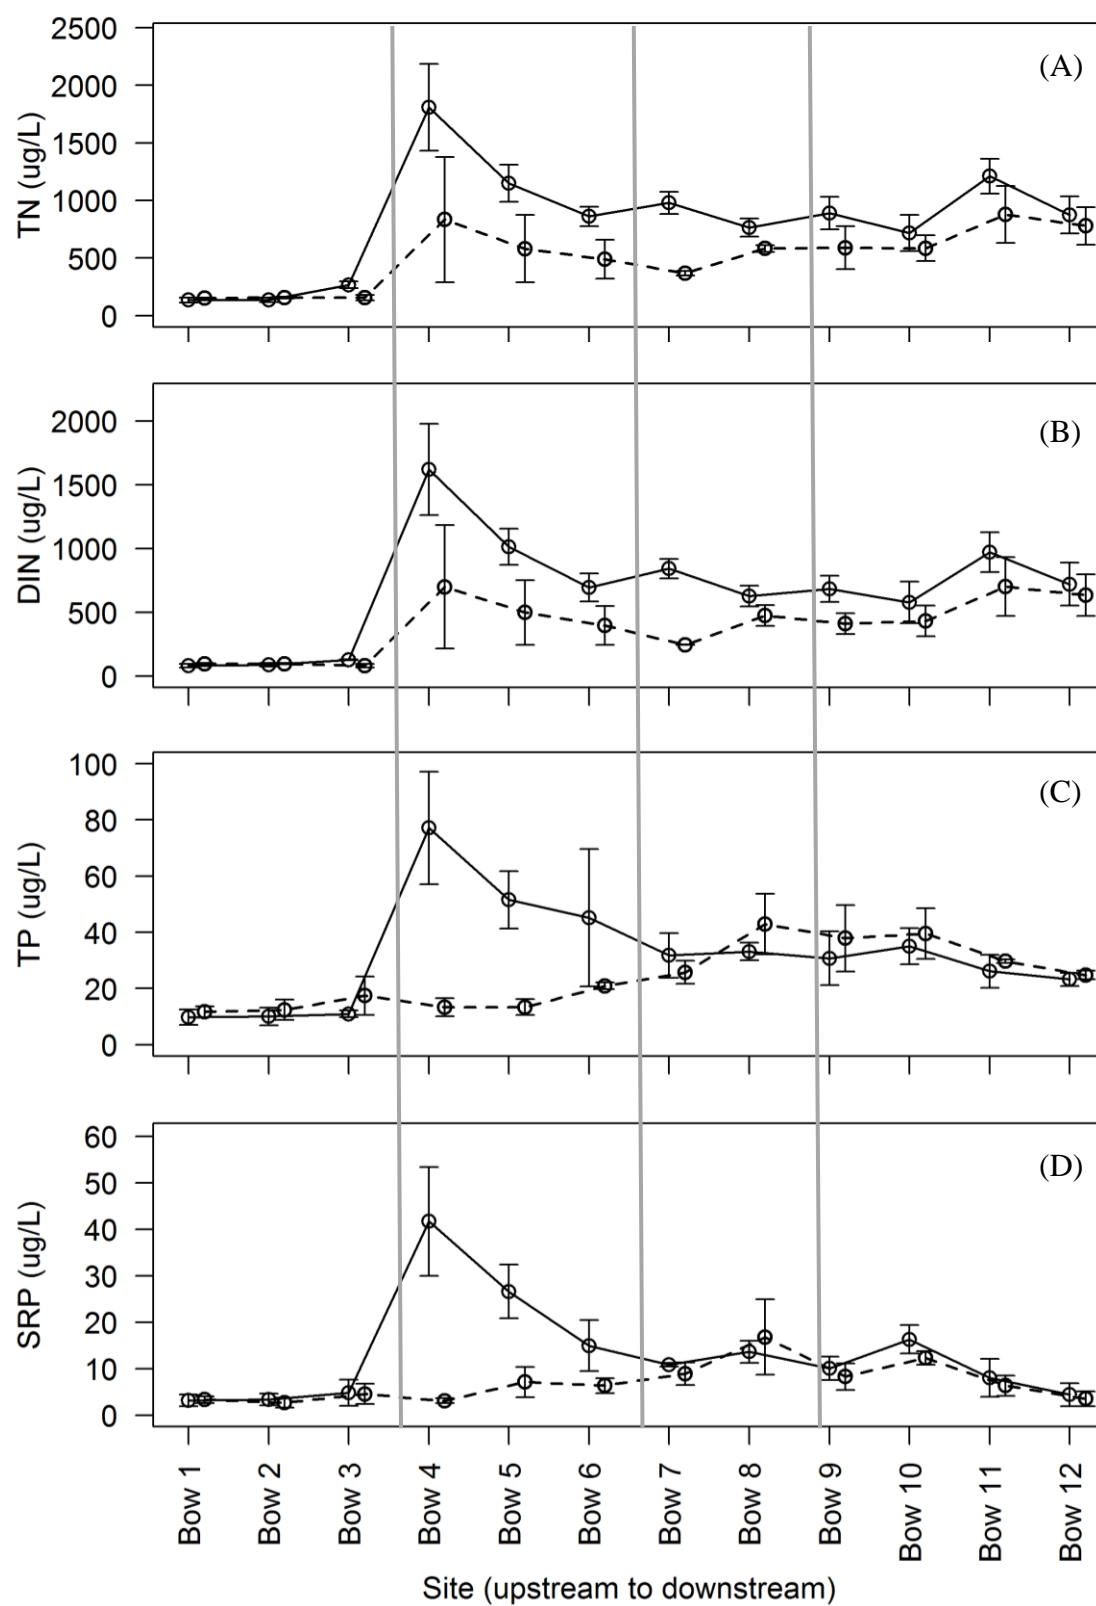 2500
2000
1500
1000
500
0
TN (ug/L)
(A)
2000
1500
1000
500
0
DIN (ug/L)
(B)
100
80
60
40
20
0
TP (ug/L)
(C)
60
50
40
30
20
10
0
SRP (ug/L)
(D)
Bow 1
Bow 2
Bow 3
Bow 4
Bow 5
Bow 6
Bow 7
Bow 8
Bow 9
Bow 10
Bow 11
Bow 12
Site (upstream to downstream)